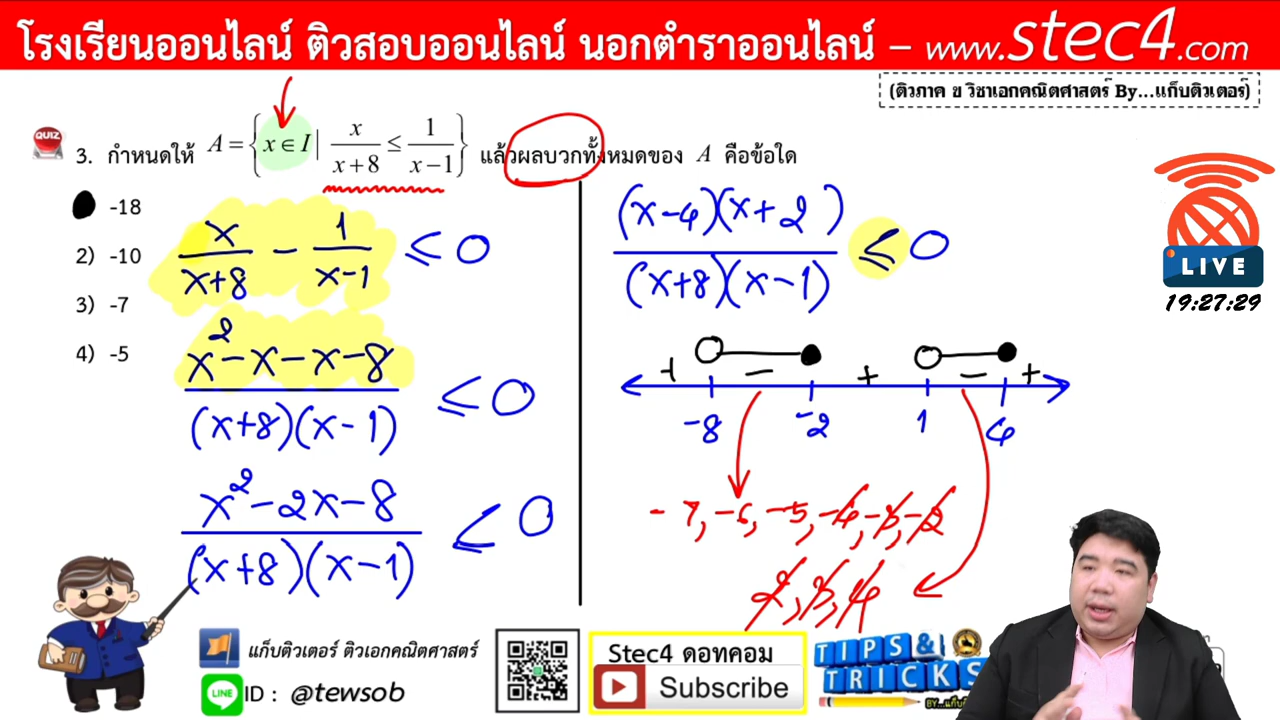 โรงเรียนออนไลน์ ติวสอบออนไลน์ นอกตำราออนไลน์ – www.stec4.com
(ติวภาค ข วิชาเอกคณิตศาสตร์ By...แก็บติวเตอร์)
QUIZ
3. กำหนดให้ A = { x ∈ I | x/(x+8) ≤ 1/(x−1) } แล้วผลบวกทั้งหมดของ A คือข้อใด
-18
2) -10
3) -7
4) -5
x/(x+8) − 1/(x−1) ≤ 0
(x² − x − x − 8)/((x+8)(x−1)) ≤ 0
(x² − 2x − 8)/((x+8)(x−1)) ≤ 0
(x−4)(x+2)/((x+8)(x−1)) ≤ 0
+ − + − +
-8 -2 1 4
-7, -6, -5, -4, -3, -2
2, 3, 4
LIVE
19:27:29
แก็บติวเตอร์ ติวเอกคณิตศาสตร์
LINE ID : @tewsob
Stec4 ดอทคอม
Subscribe
TIPS &
TRICKS